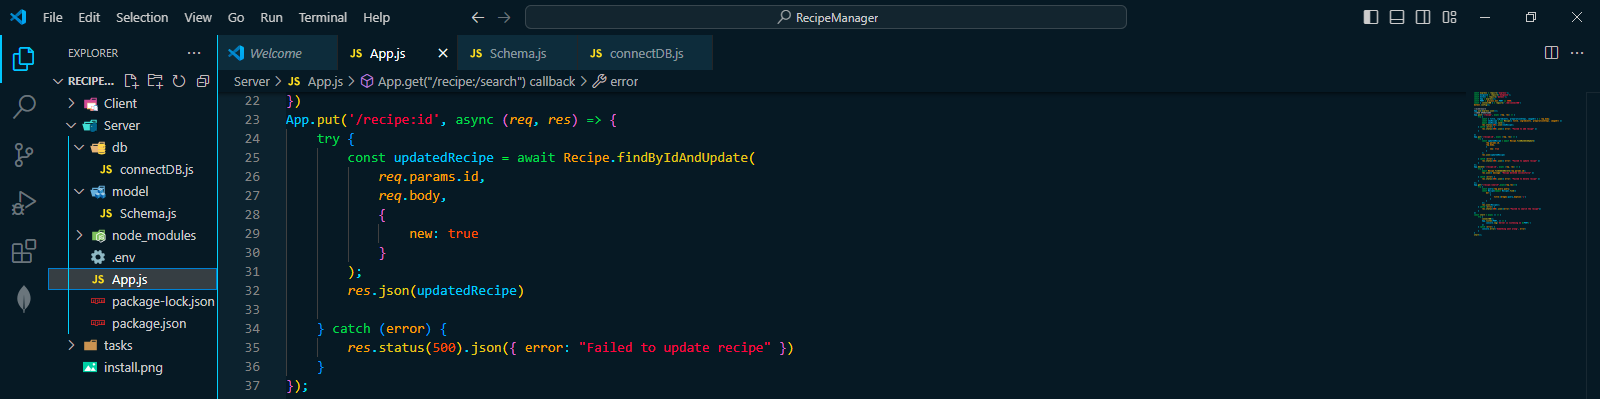 File Edit Selection View Go Run Terminal Help RecipeManager
EXPLORER Welcome App.js Schema.js connectDB.js
RECIPE... Server > JS App.js > App.get("/recipe:/search") callback > error
Client
Server
db
JS connectDB.js
model
JS Schema.js
node_modules
.env
JS App.js
package-lock.json
package.json
tasks
install.png
22 })
23 App.put('/recipe:id', async (req, res) => {
24 try {
25 const updatedRecipe = await Recipe.findByIdAndUpdate(
26 req.params.id,
27 req.body,
28 {
29 new: true
30 }
31 );
32 res.json(updatedRecipe)
33
34 } catch (error) {
35 res.status(500).json({ error: "Failed to update recipe" })
36 }
37 });